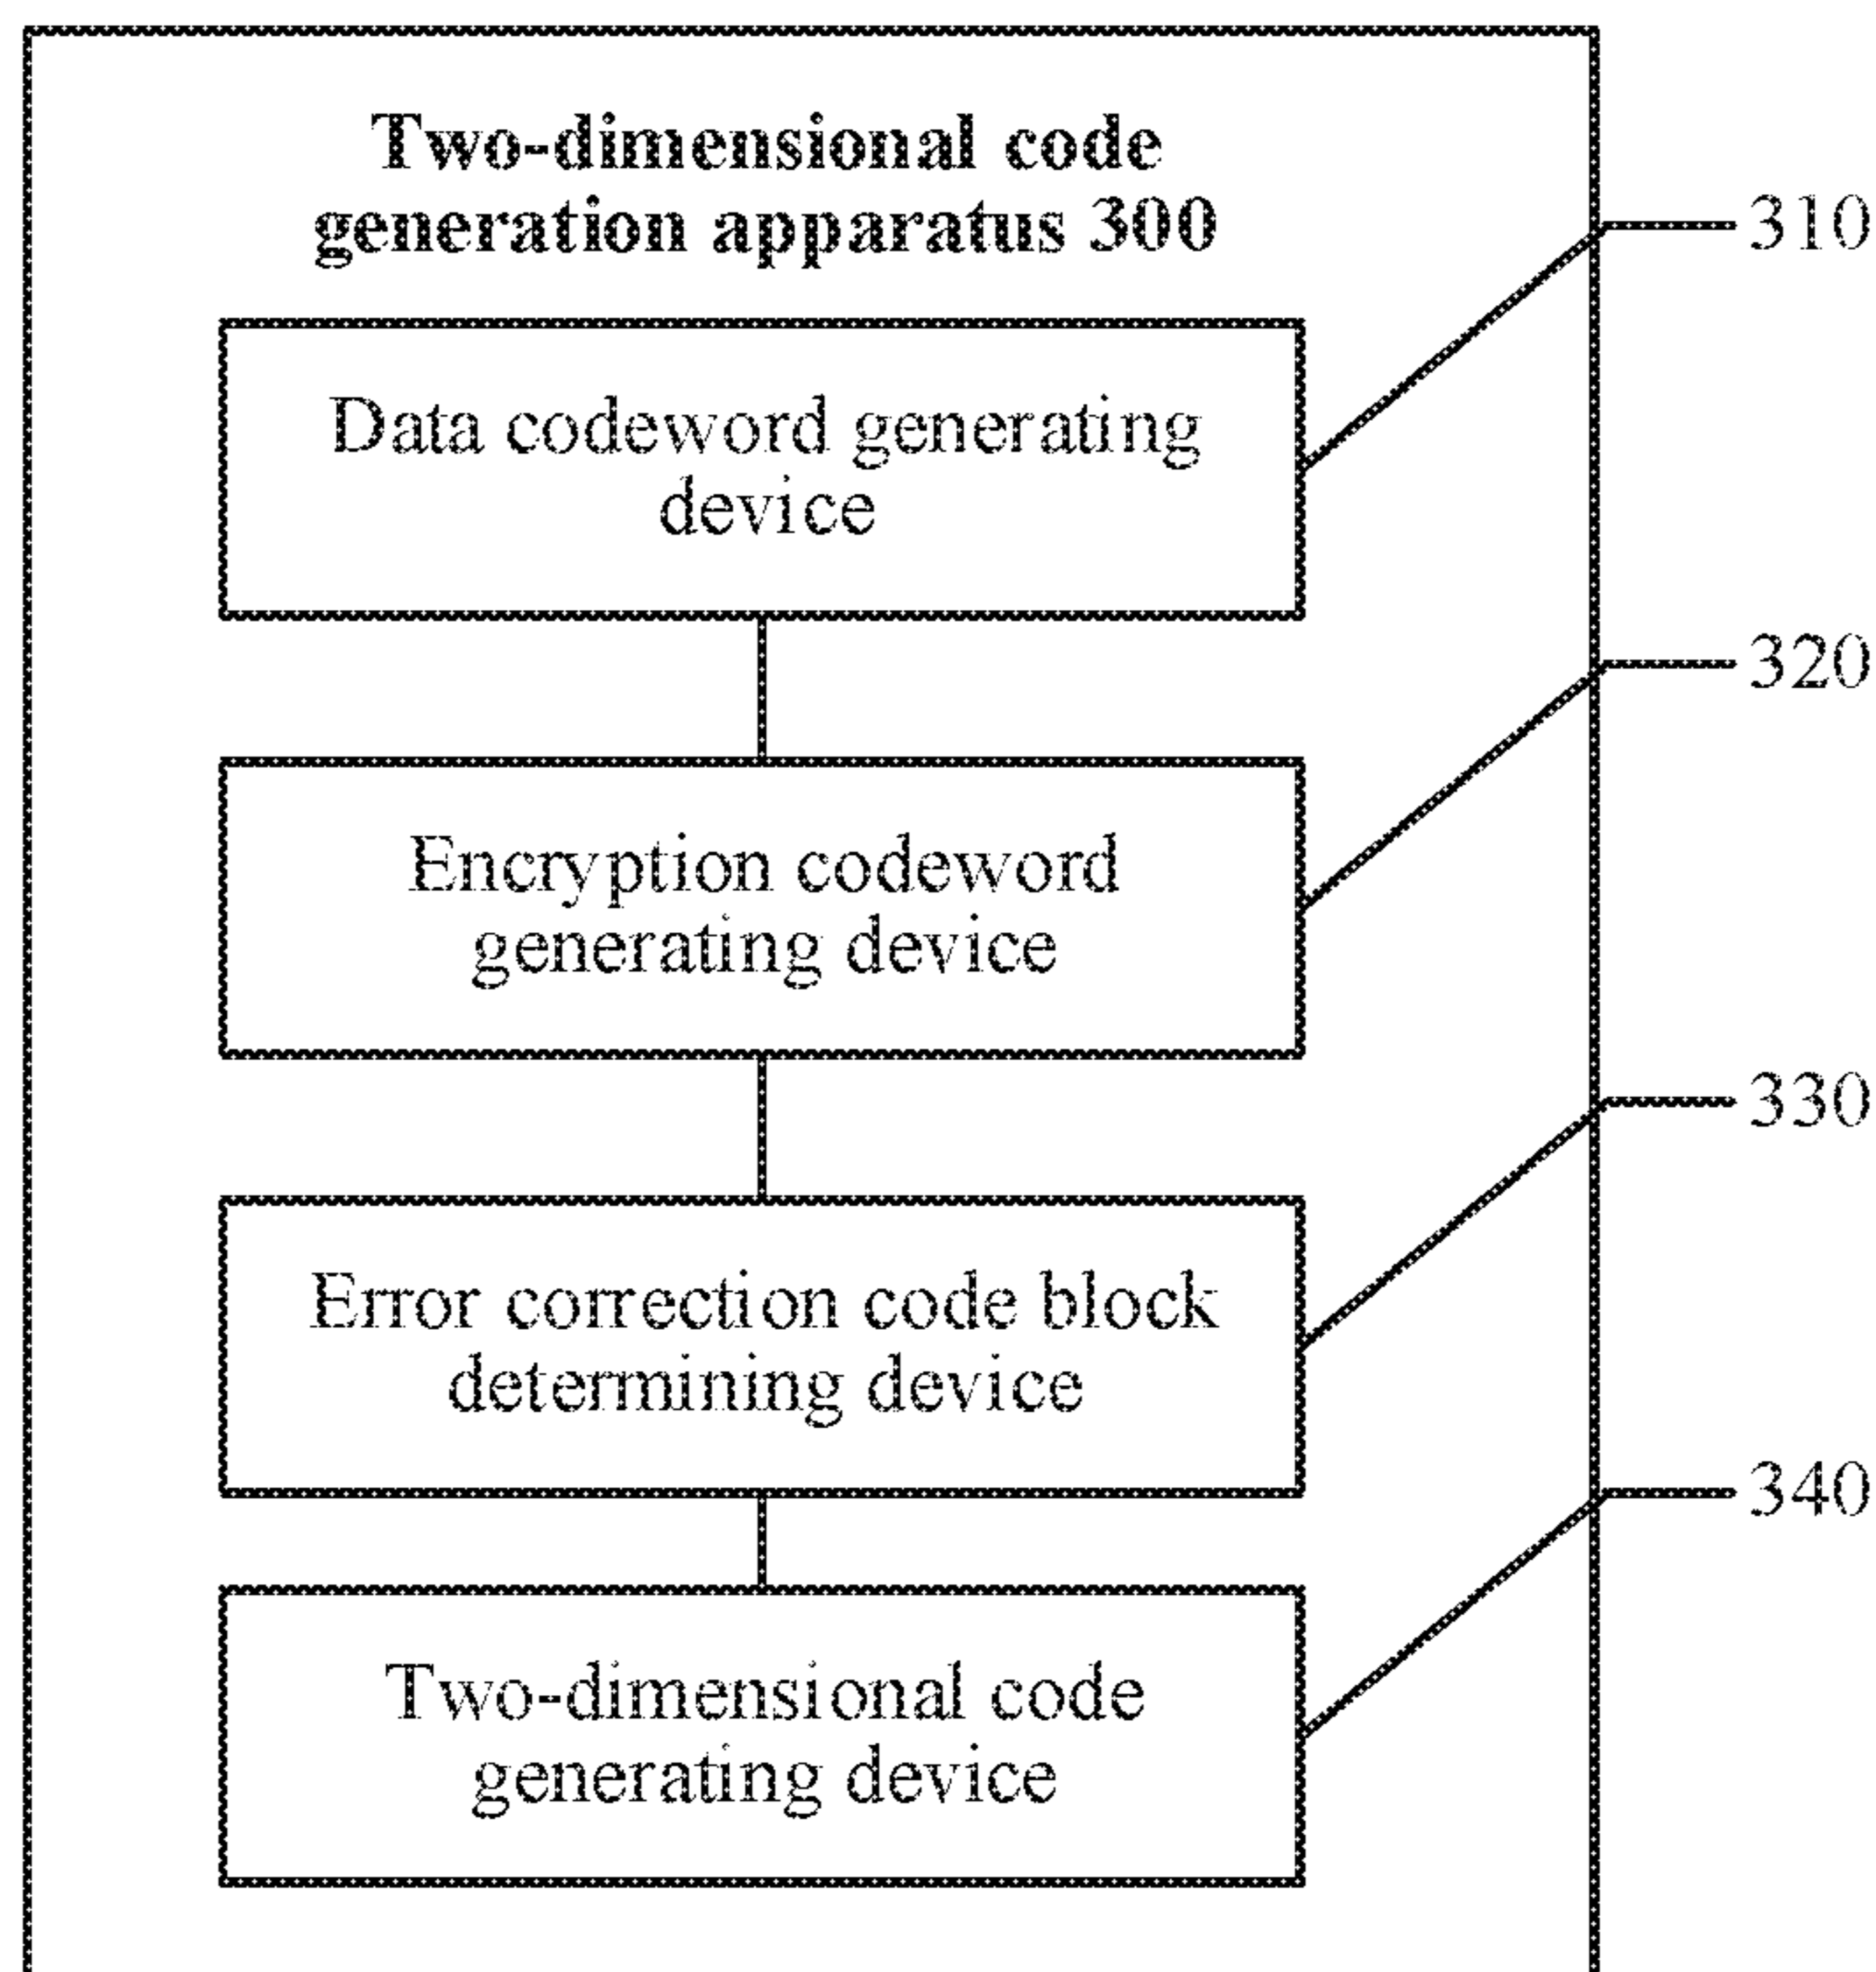 Two-dimensional code
generation apparatus 300
310
Data codeword generating
device
320
Encryption codeword
generating device
330
Error correction code block
determining device
340
Two-dimensional code
generating device